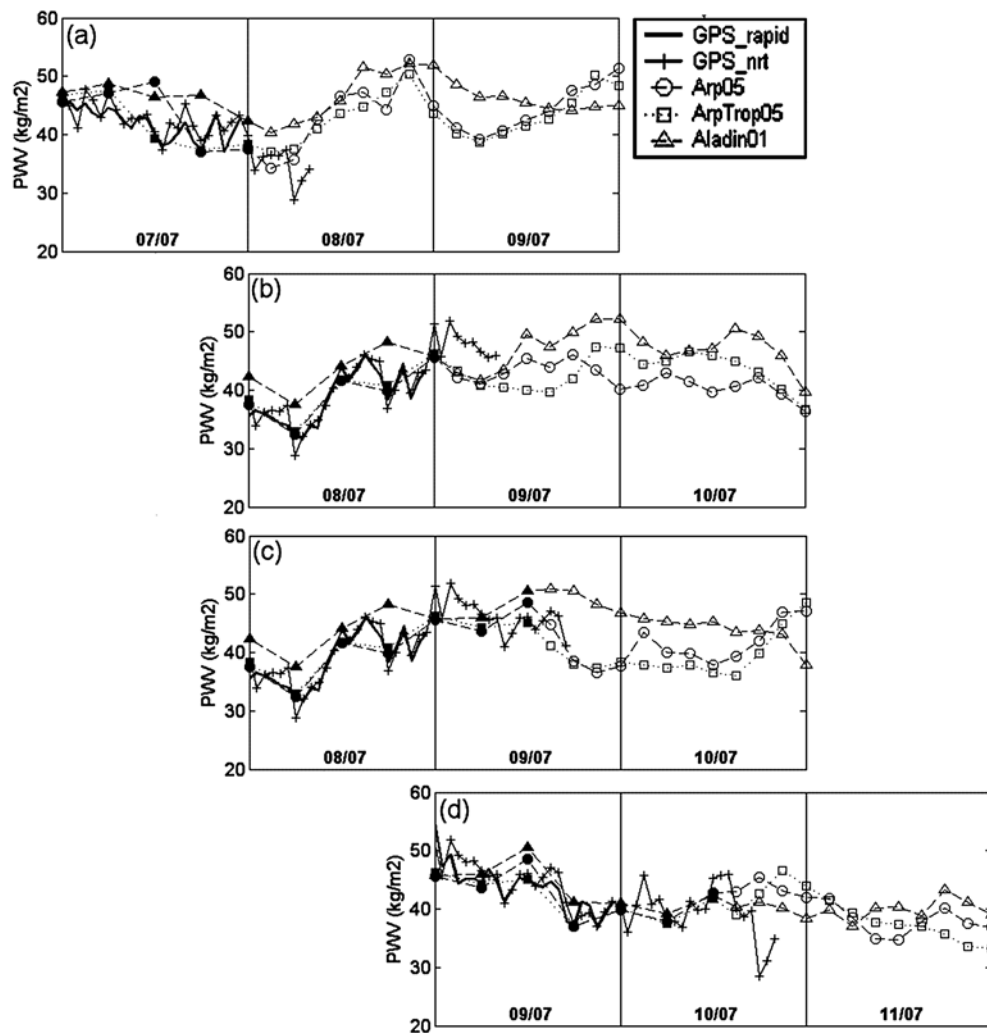 (a)
60
50
40
30
20
PWV (kg/m2)
07/07 08/07 09/07
GPS_rapid
GPS_nrt
Arp05
ArpTrop05
Aladin01
(b)
60
50
40
30
20
PWV (kg/m2)
08/07 09/07 10/07
(c)
60
50
40
30
20
PWV (kg/m2)
08/07 09/07 10/07
(d)
60
50
40
30
20
PWV (kg/m2)
09/07 10/07 11/07